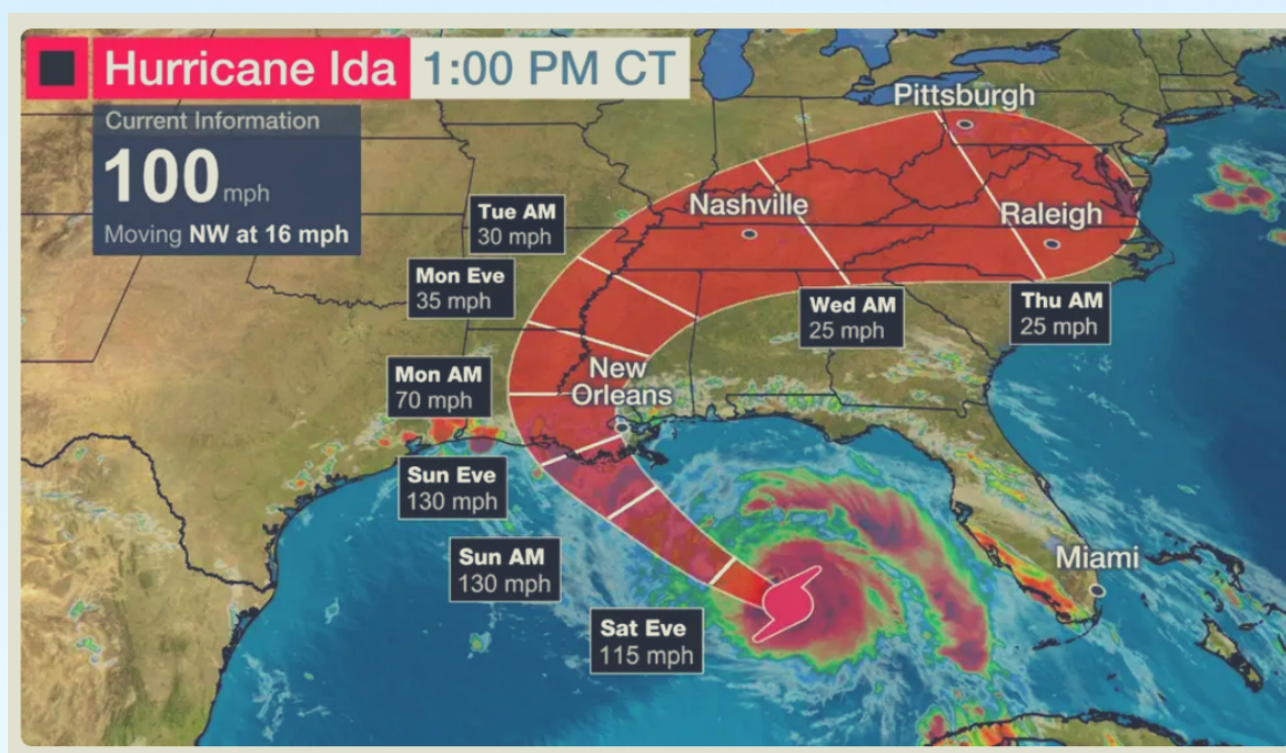 Hurricane Ida 1:00 PM CT
Current Information
100 mph
Moving NW at 16 mph
Pittsburgh
Nashville
Raleigh
Tue AM
30 mph
Mon Eve
35 mph
Wed AM
25 mph
Thu AM
25 mph
Mon AM
70 mph
New
Orleans
Sun Eve
130 mph
Sun AM
130 mph
Miami
Sat Eve
115 mph